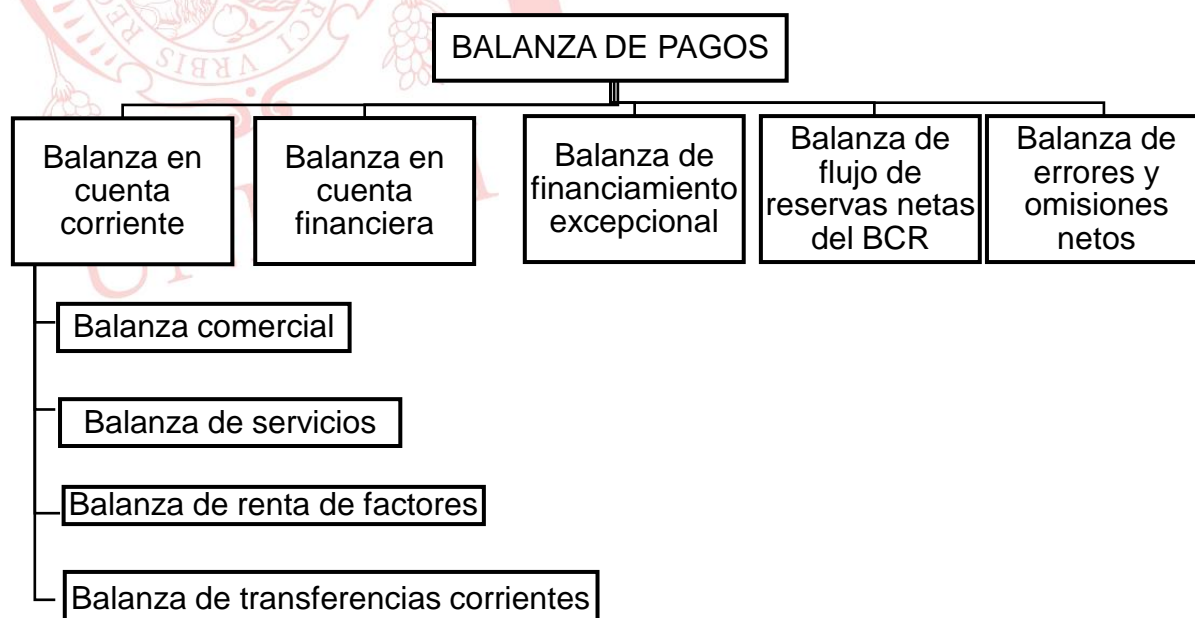 BALANZA DE PAGOS
Balanza en
cuenta
corriente
Balanza en
cuenta
financiera
Balanza de
financiamiento
excepcional
Balanza de
flujo de
reservas netas
del BCR
Balanza de
errores y
omisiones
netos
Balanza comercial
Balanza de servicios
Balanza de renta de factores
Balanza de transferencias corrientes